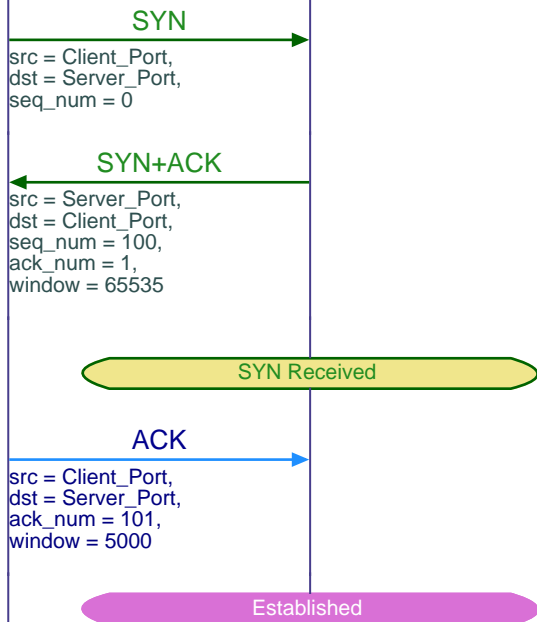 SYN
src = Client_Port,
dst = Server_Port,
seq_num = 0
SYN+ACK
src = Server_Port,
dst = Client_Port,
seq_num = 100,
ack_num = 1,
window = 65535
SYN Received
ACK
src = Client_Port,
dst = Server_Port,
ack_num = 101,
window = 5000
Established